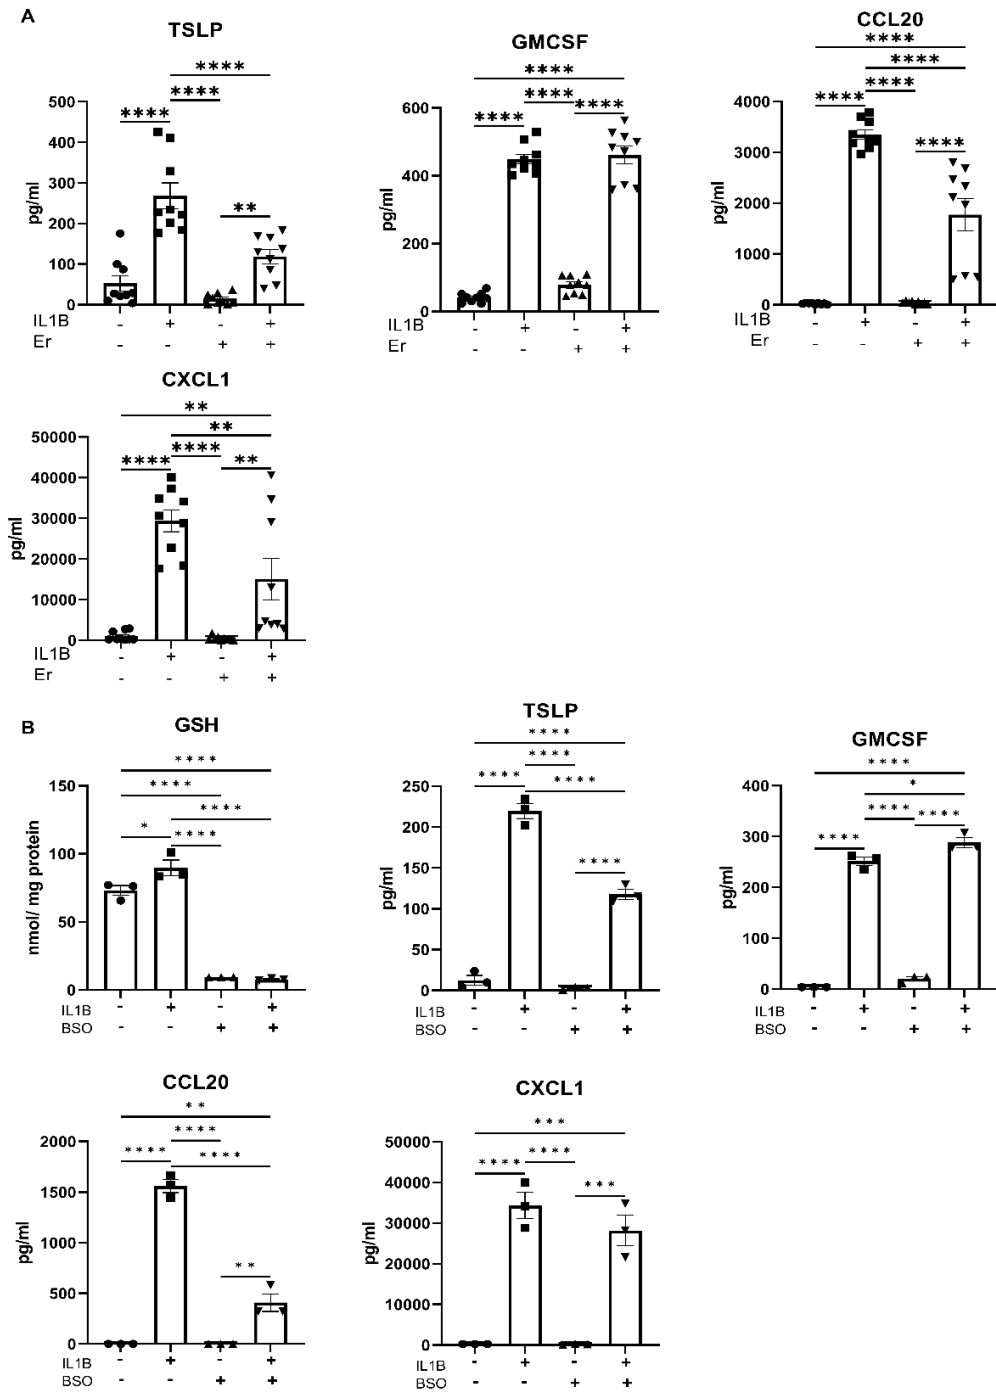 A
TSLP
**** 
****
**** 
**
pg/ml
500
400
300
200
100
0
IL1B - + - +
Er - - + +
GMCSF
****
****
**** ****
pg/ml
600
400
200
0
- + - +
- - + +
CCL20
****
****
****
****
****
pg/ml
4000
3000
2000
1000
0
IL1B - + - +
Er - - + +
CXCL1
**
**
****
**** **
pg/ml
50000
40000
30000
20000
10000
0
IL1B - + - +
Er - - + +
B
GSH
****
****
****
* ****
nmol/ mg protein
150
100
50
0
IL1B - + - +
BSO - - + +
TSLP
****
****
**** ****
****
pg/ml
250
200
150
100
50
0
IL1B - + - +
BSO - - + +
GMCSF
****
*
**** ****
****
pg/ml
400
300
200
100
0
IL1B - + - +
BSO - - + +
CCL20
**
****
**** ****
**
pg/ml
2000
1500
1000
500
0
IL1B - + - +
BSO - - + +
CXCL1
***
**** ****
***
pg/ml
50000
40000
30000
20000
10000
0
IL1B - + - +
BSO - - + +